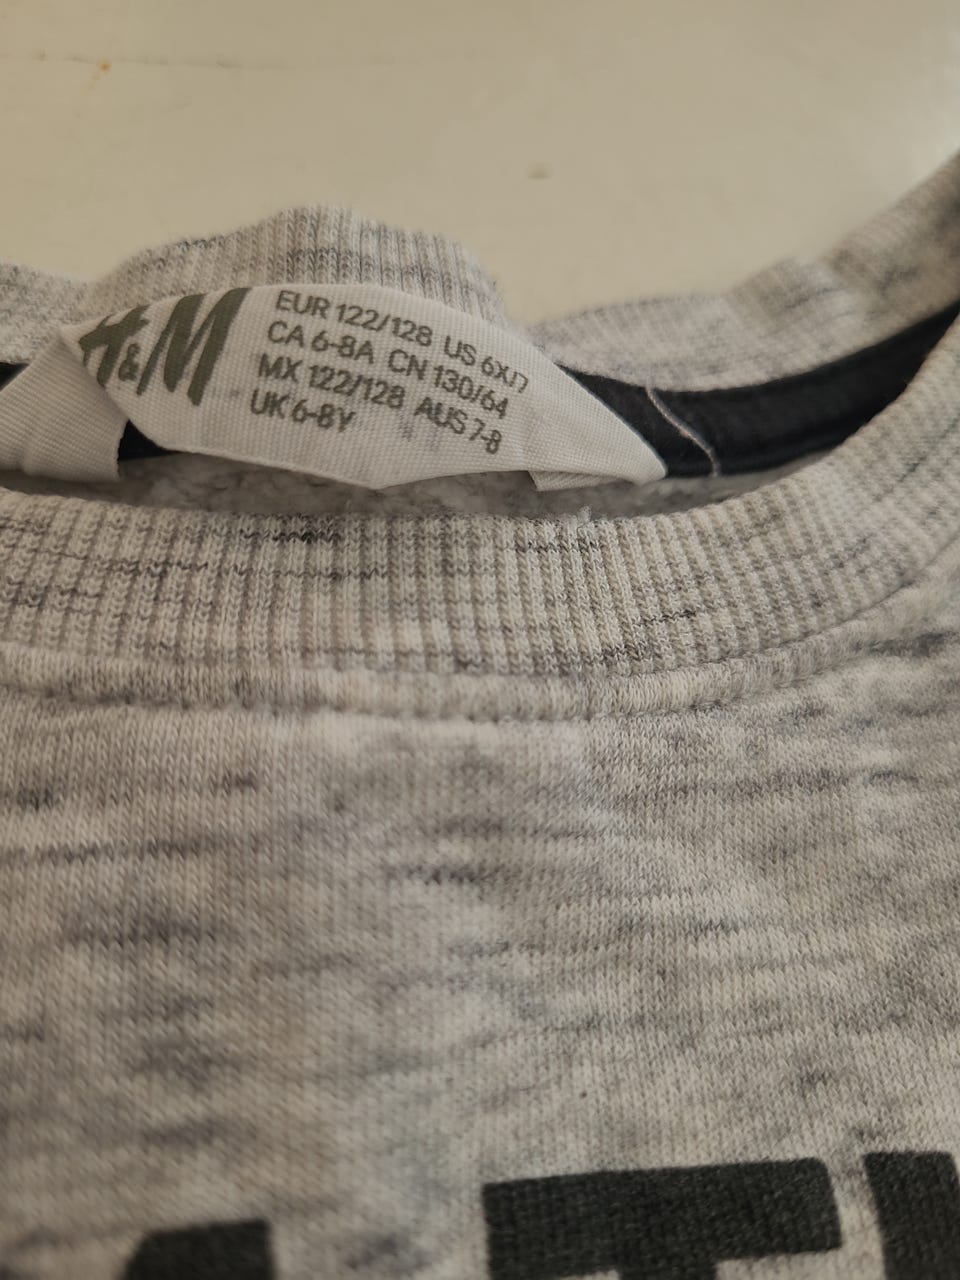 H&M
EUR 122/128 US 6X/7
CA 6-8A CN 130/64
MX 122/128 AUS 7-8
UK 6-8Y